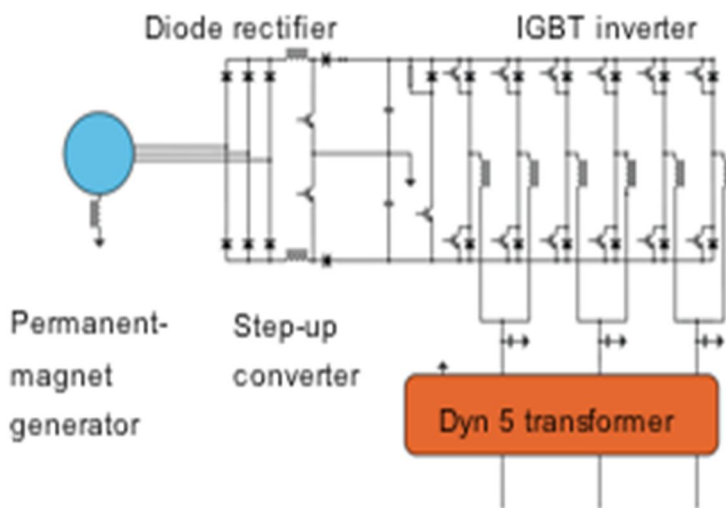 Diode rectifier
IGBT inverter
Permanent-
magnet
generator
Step-up
converter
Dyn 5 transformer